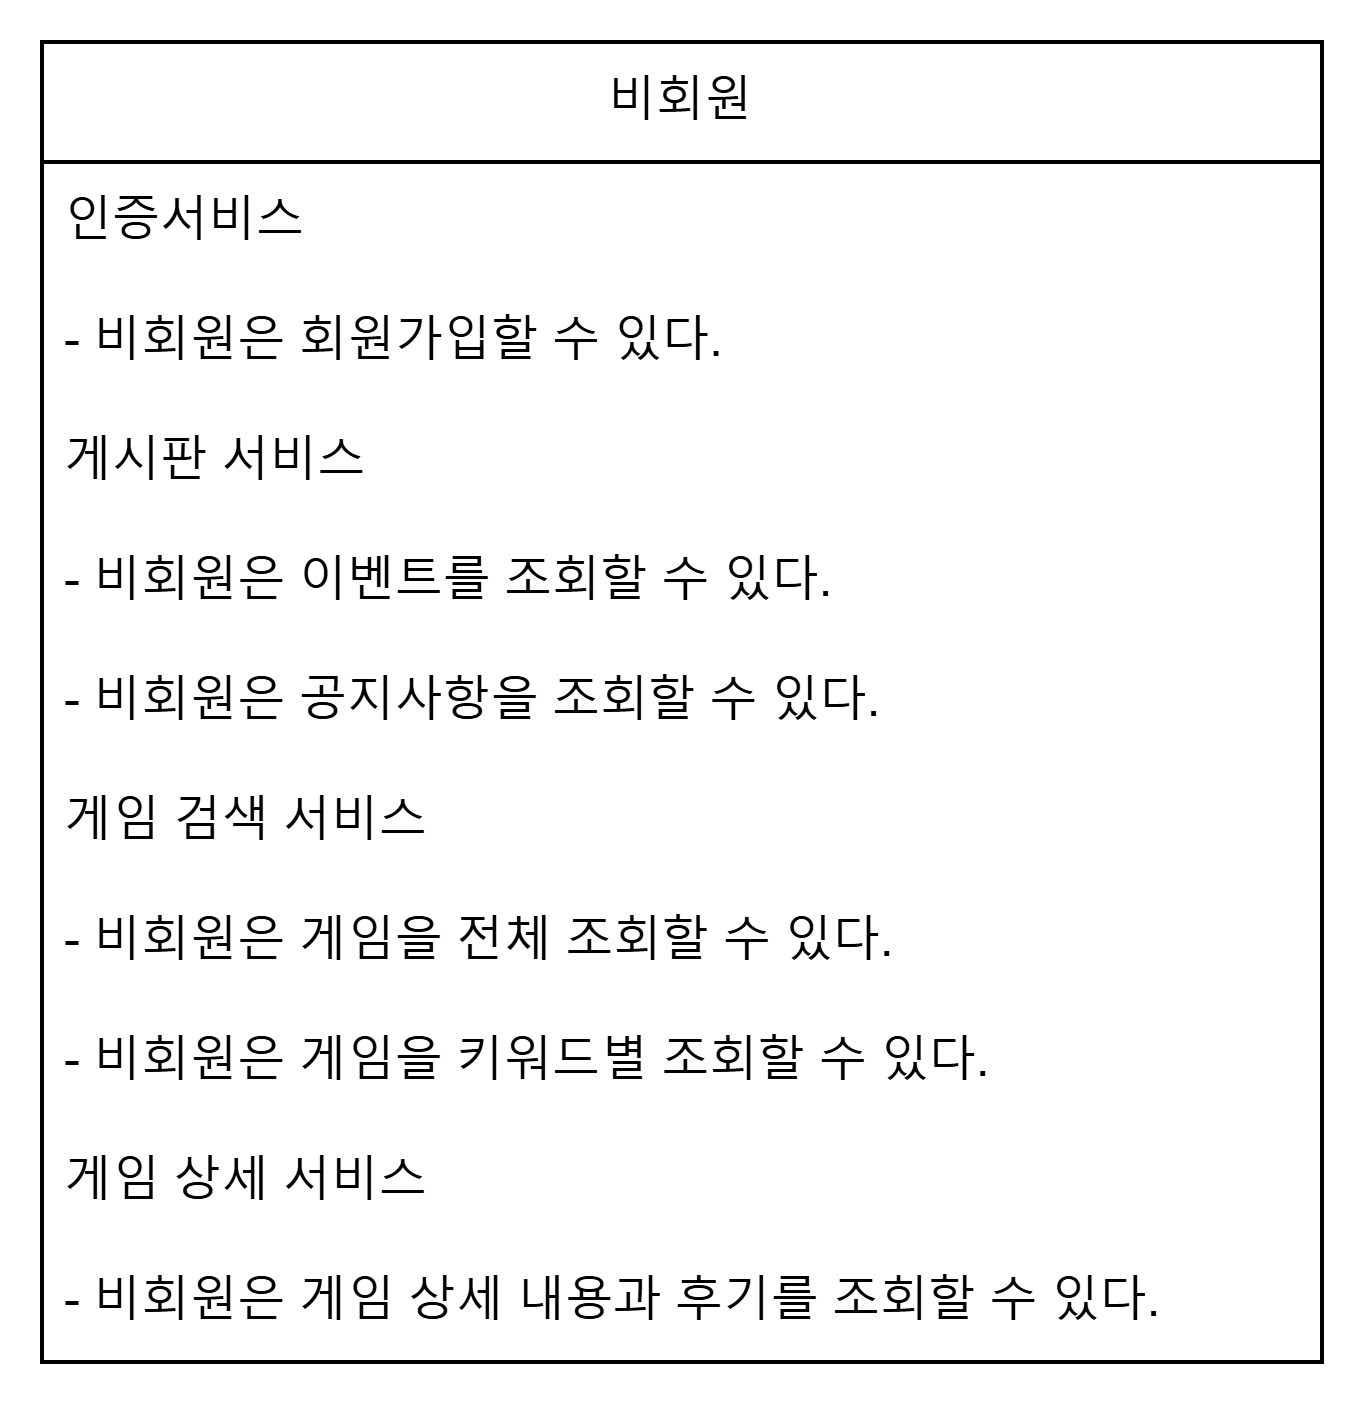 비회원
인증서비스
- 비회원은 회원가입할 수 있다.
게시판 서비스
- 비회원은 이벤트를 조회할 수 있다.
- 비회원은 공지사항을 조회할 수 있다.
게임 검색 서비스
- 비회원은 게임을 전체 조회할 수 있다.
- 비회원은 게임을 키워드별 조회할 수 있다.
게임 상세 서비스
- 비회원은 게임 상세 내용과 후기를 조회할 수 있다.